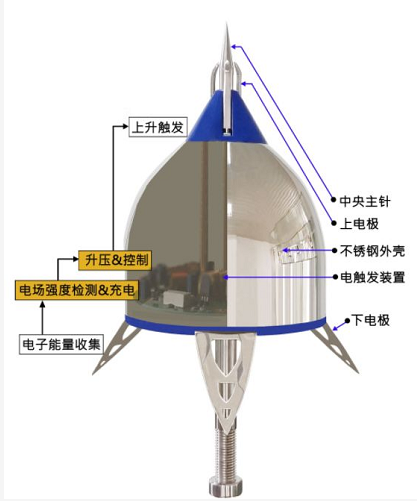 上升触发
中央主针
上电极
升压&控制
不锈钢外壳
电场强度检测&充电
电触发装置
下电极
电子能量收集